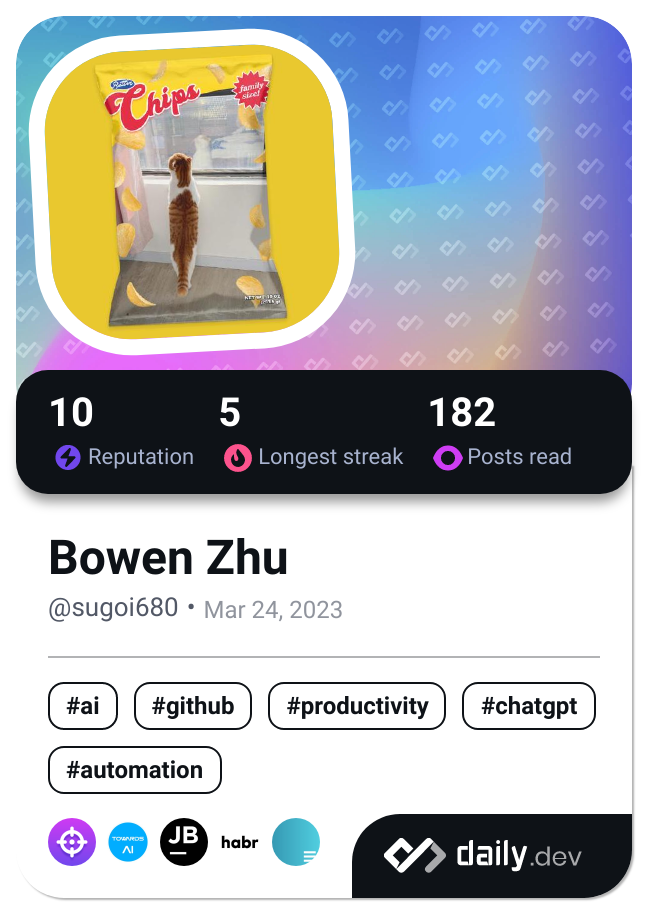 Chips
family
size!
10
5
182
Reputation
Longest streak
Posts read
Bowen Zhu
@sugoi680 • Mar 24, 2023
#ai
#github
#productivity
#chatgpt
#automation
TOWARDS
AI
JB
habr
daily.dev